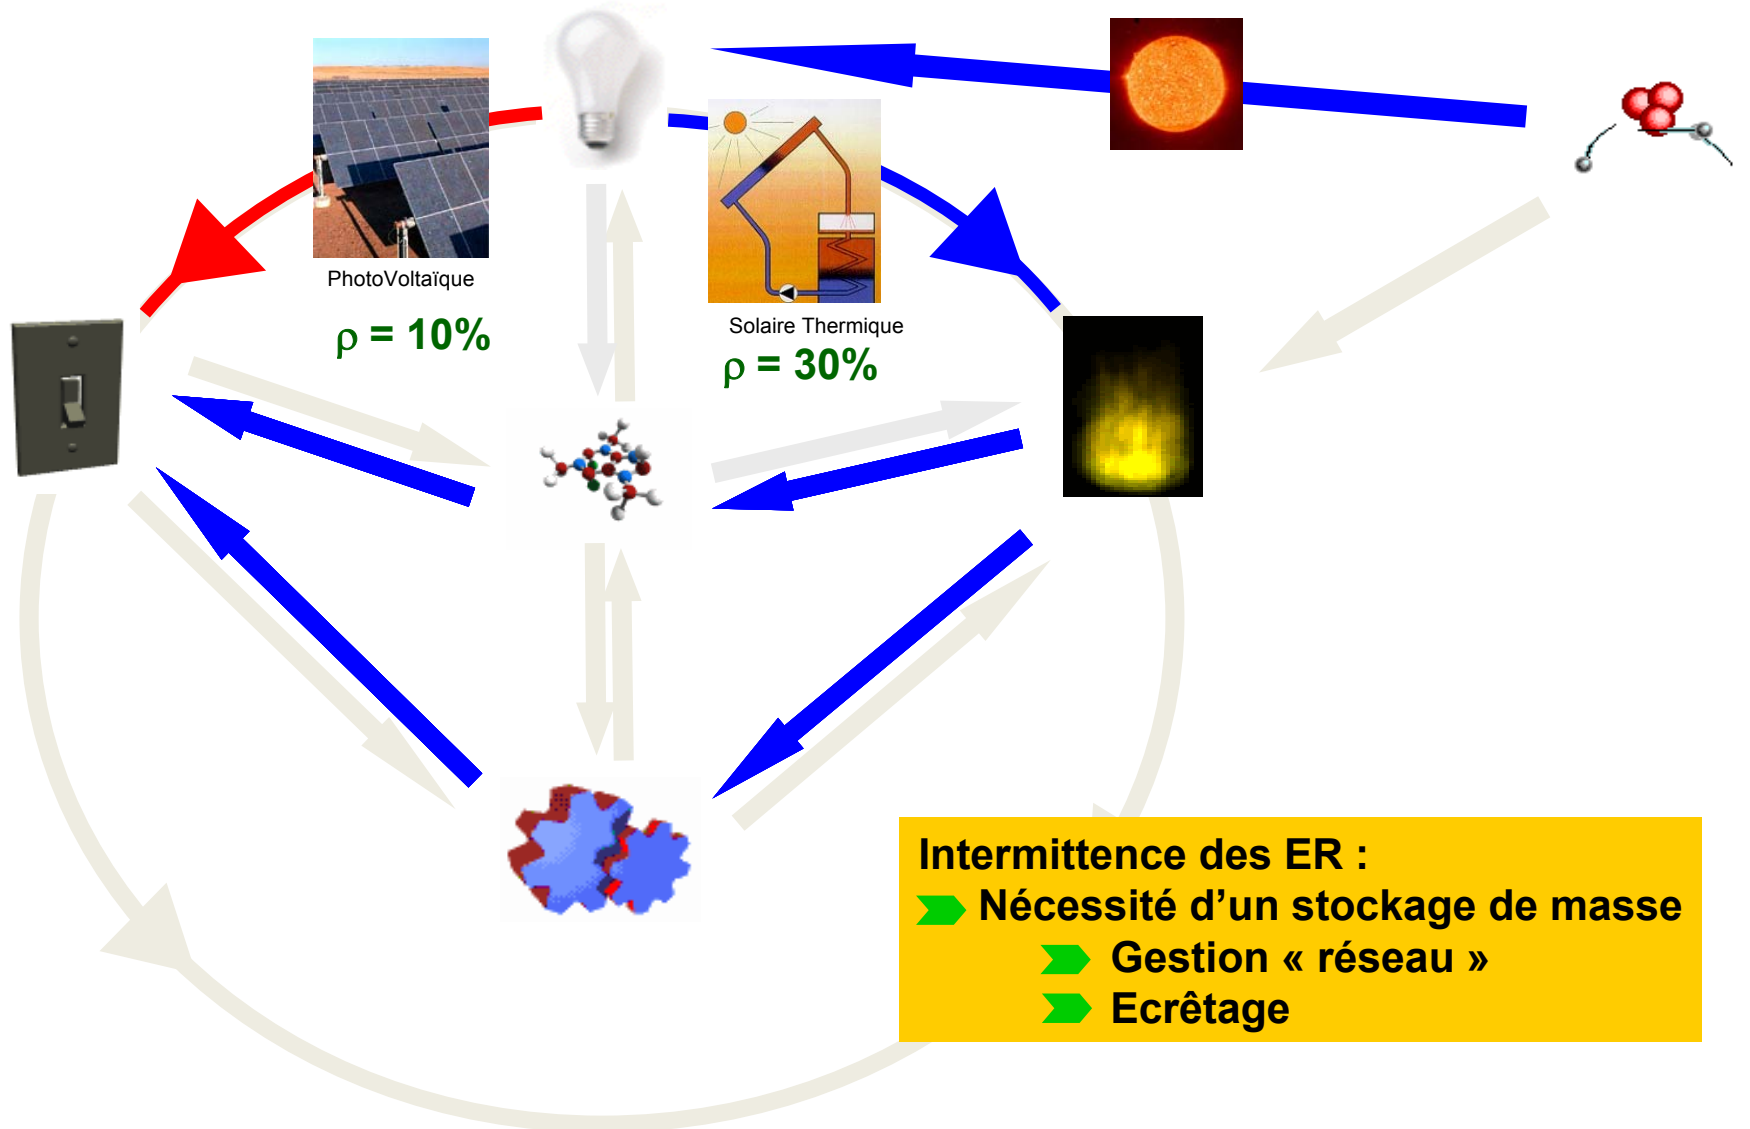 PhotoVoltaïque
ρ = 10%
Solaire Thermique
ρ = 30%
Intermittence des ER :
Nécessité d’un stockage de masse
Gestion « réseau »
Ecrêtage